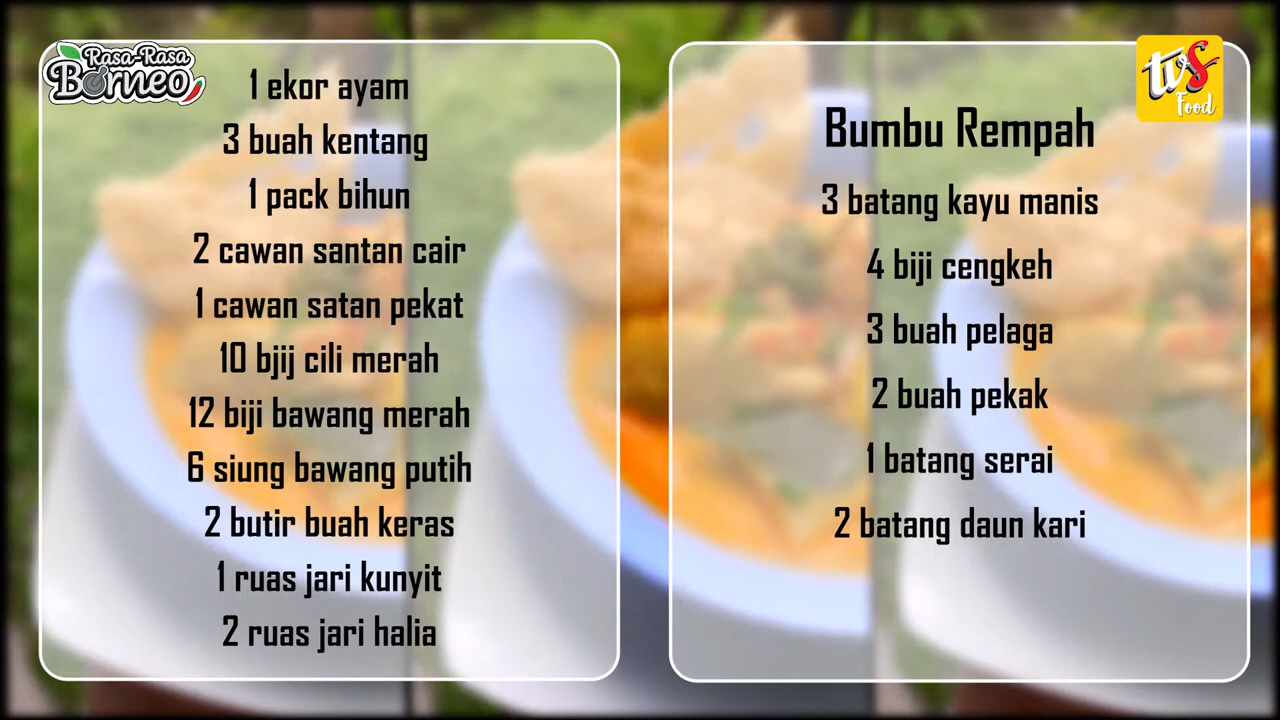 Rasa-Rasa
Borneo
1 ekor ayam
3 buah kentang
1 pack bihun
2 cawan santan cair
1 cawan satan pekat
10 bjij cili merah
12 biji bawang merah
6 siung bawang putih
2 butir buah keras
1 ruas jari kunyit
2 ruas jari halia
tvS
Food
Bumbu Rempah
3 batang kayu manis
4 biji cengkeh
3 buah pelaga
2 buah pekak
1 batang serai
2 batang daun kari